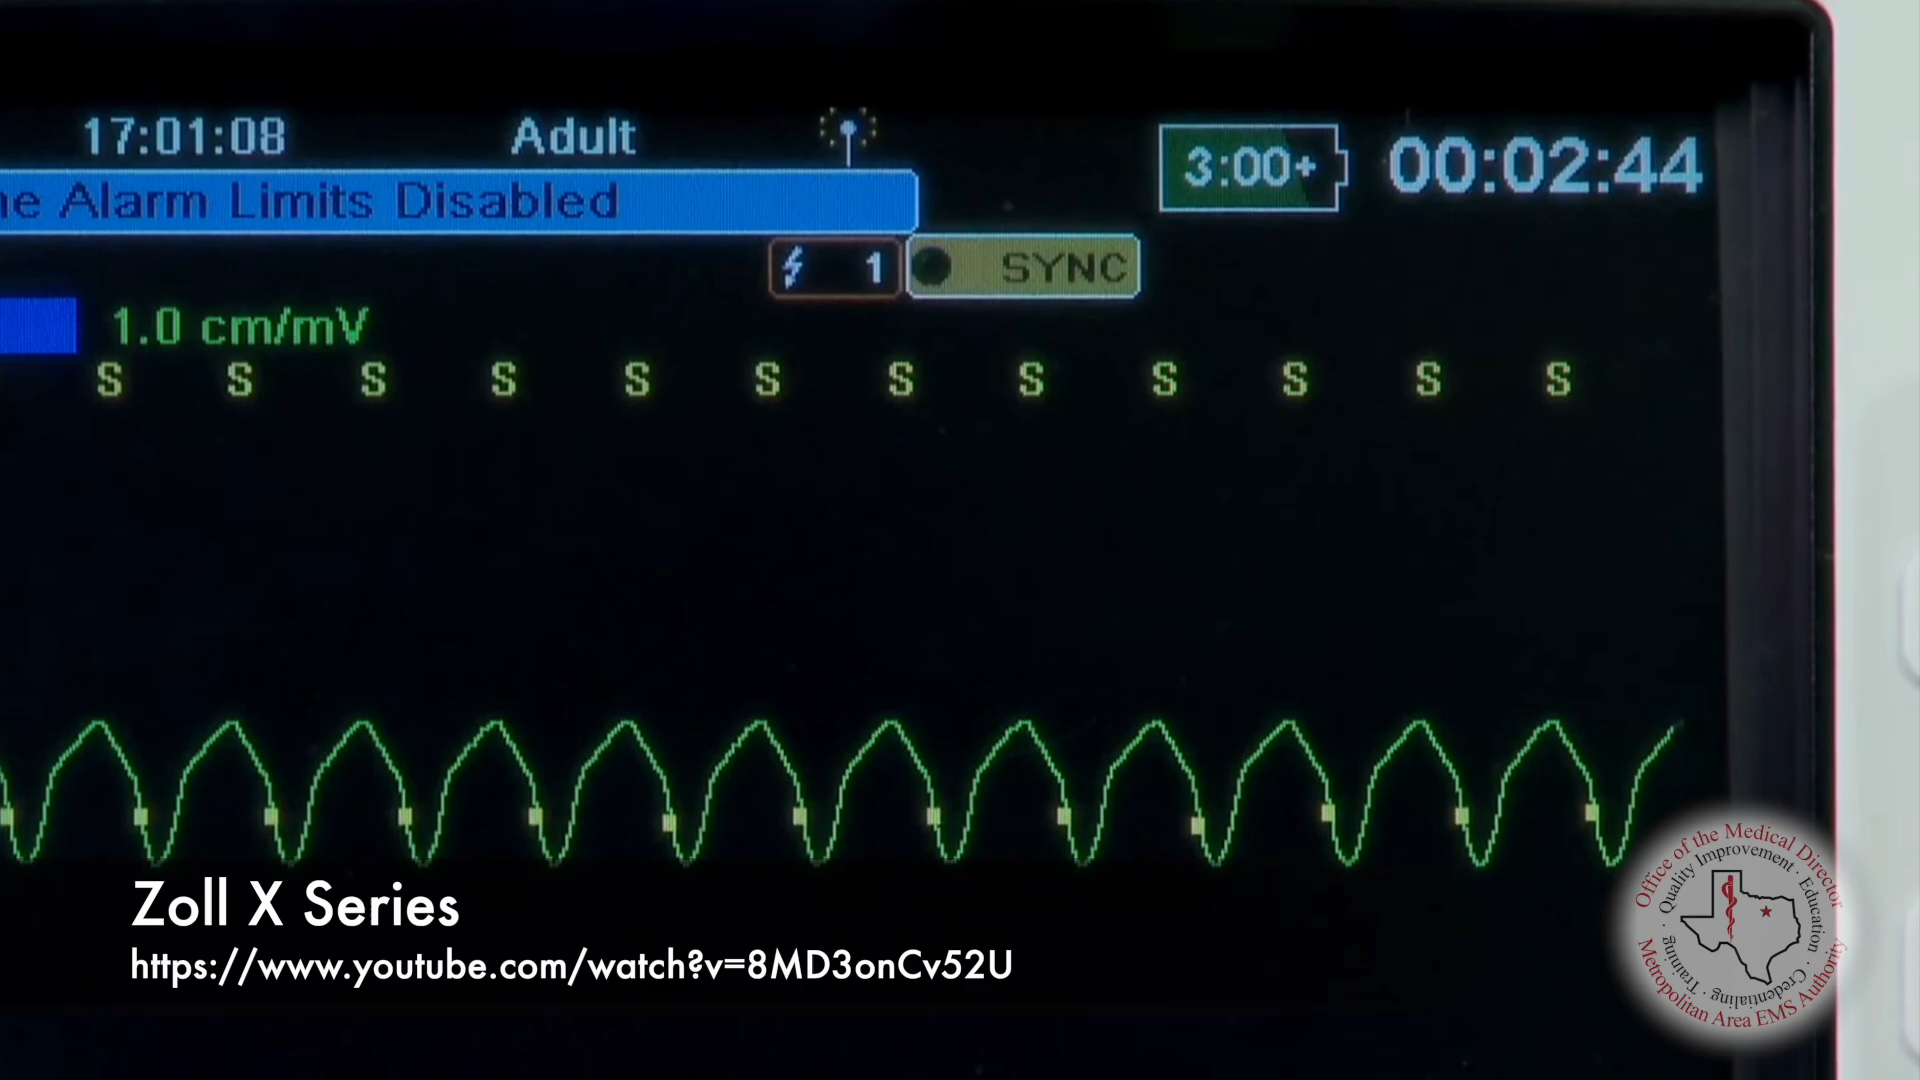 17:01:08 Adult 3:00+ 00:02:44
Alarm Limits Disabled
1 SYNC
1.0 cm/mV
S S S S S S S S S S S S
Zoll X Series
https://www.youtube.com/watch?v=8MD3onCv52U
Office of the Medical Director
Quality Improvement · Education · Credentialing · Training ·
Metropolitan Area EMS Authority